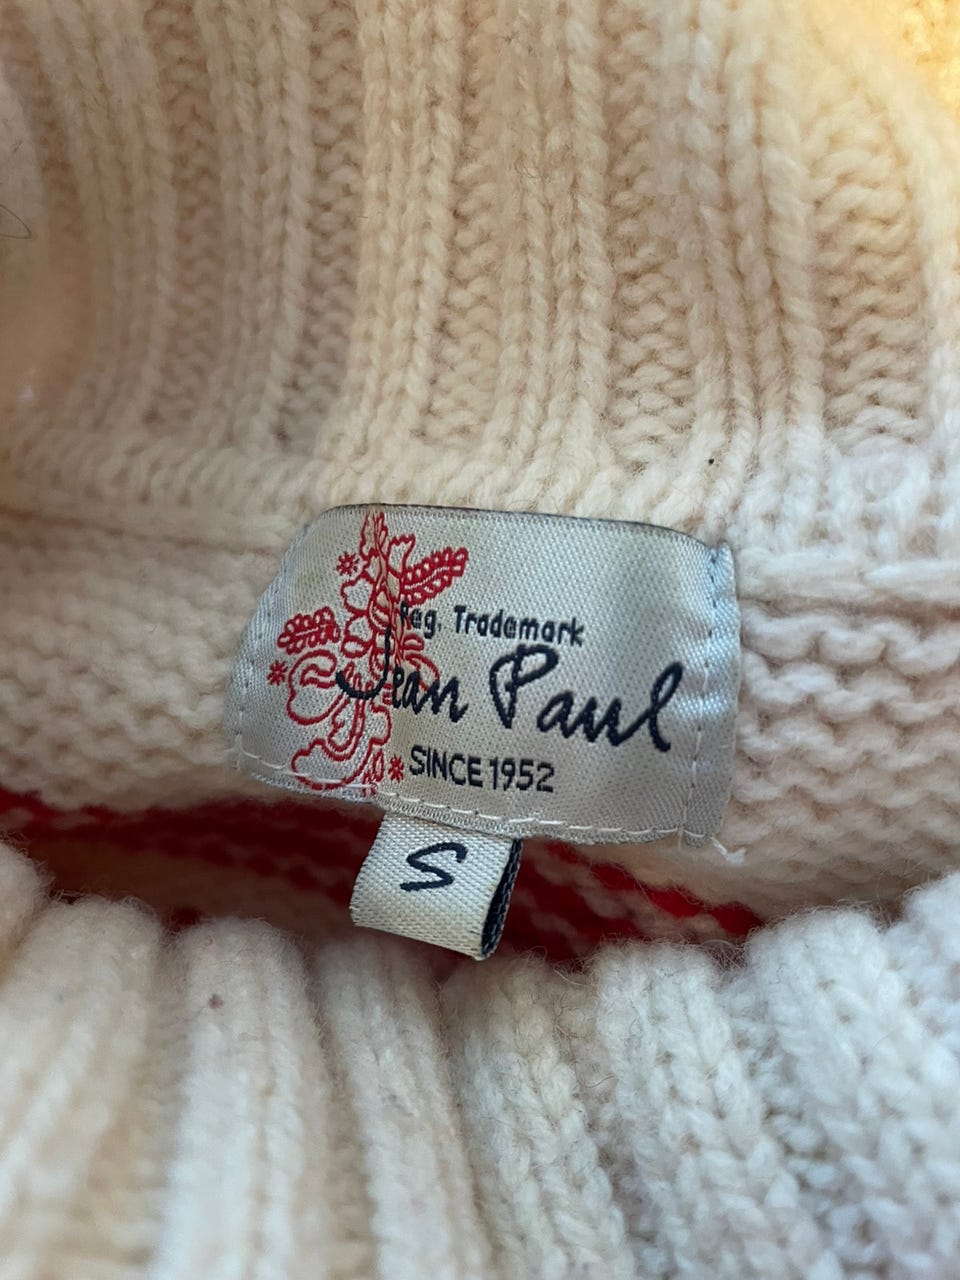 Reg. Trademark
Jean Paul
SINCE 1952
S